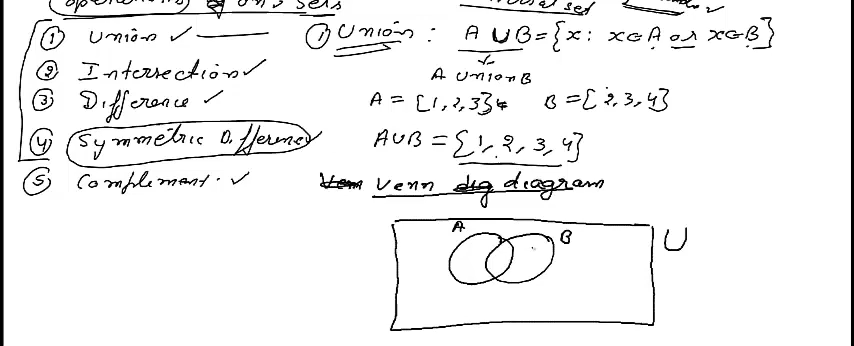 operations on sets
① Union ✓
② Intersection ✓
③ Difference ✓
④ Symmetric Difference
⑤ Complement. ✓
① Union : A ∪ B = {x : x ∈ A or x ∈ B}
A Union B
A = {1, 2, 3} B = {2, 3, 4}
A ∪ B = {1, 2, 3, 4}
Venn diagram
A
B
U